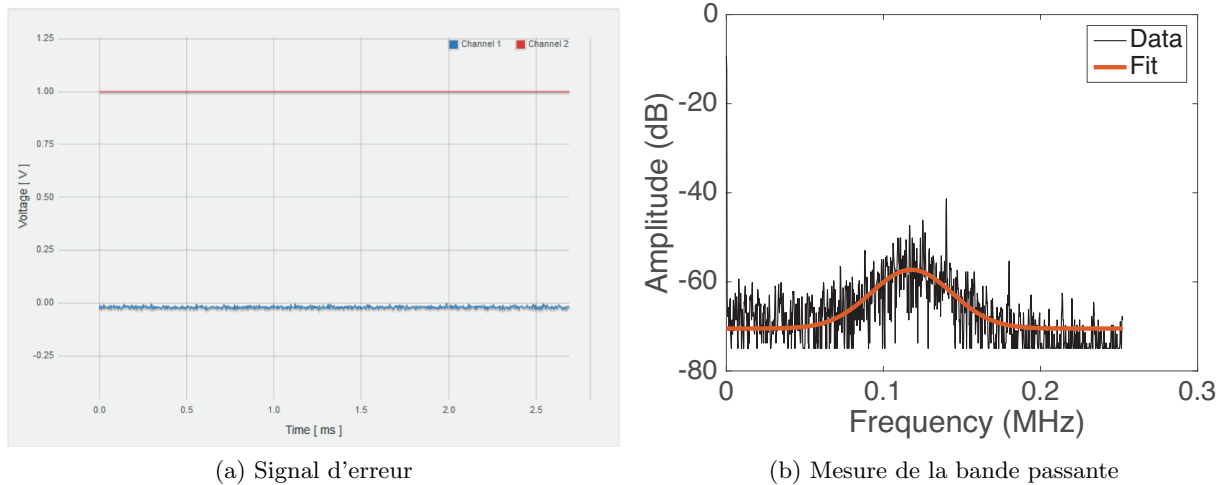 1.25
1.00
0.75
0.50
0.25
0.00
-0.25
Voltage [ V ]
Channel 1
Channel 2
0.0
0.5
1.0
1.5
2.0
2.5
Time [ ms ]
(a) Signal d'erreur
0
-20
-40
-60
-80
Amplitude (dB)
Data
Fit
0
0.1
0.2
0.3
Frequency (MHz)
(b) Mesure de la bande passante